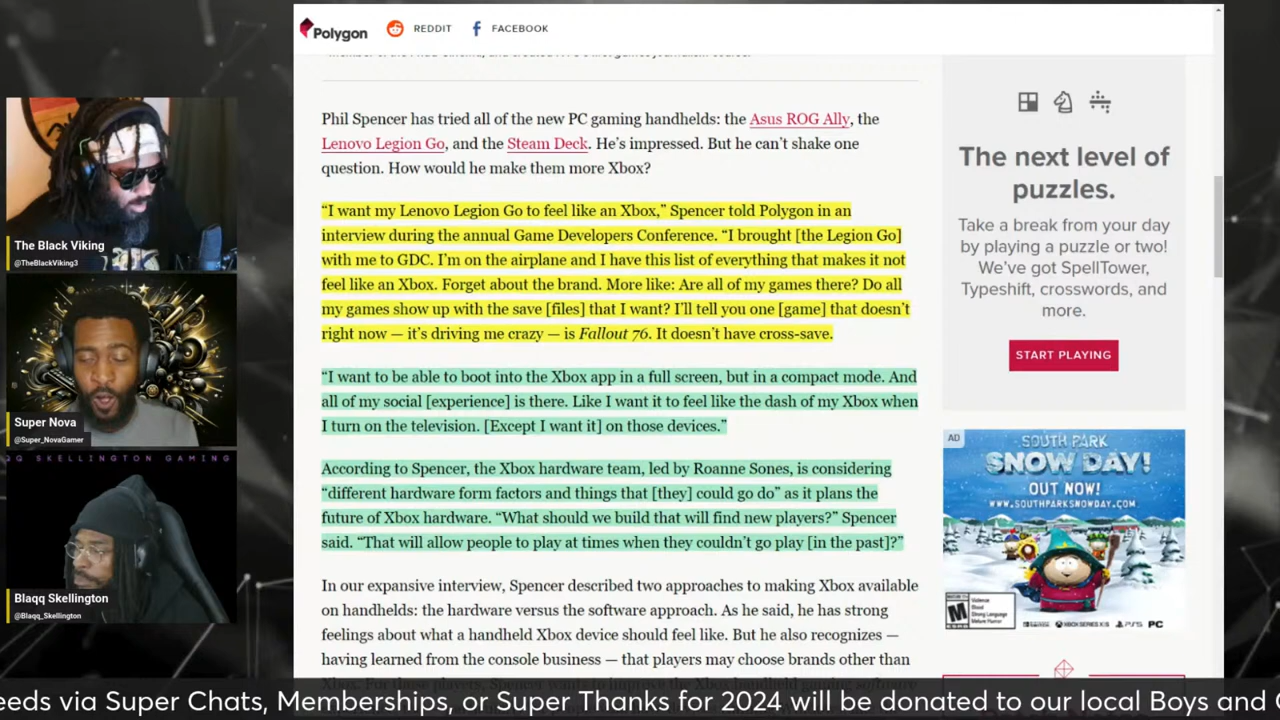 Polygon
REDDIT
FACEBOOK
Phil Spencer has tried all of the new PC gaming handhelds: the Asus ROG Ally, the
Lenovo Legion Go, and the Steam Deck. He’s impressed. But he can’t shake one
question. How would he make them more Xbox?
“I want my Lenovo Legion Go to feel like an Xbox,” Spencer told Polygon in an
interview during the annual Game Developers Conference. “I brought [the Legion Go]
with me to GDC. I’m on the airplane and I have this list of everything that makes it not
feel like an Xbox. Forget about the brand. More like: Are all of my games there? Do all
my games show up with the save [files] that I want? I’ll tell you one [game] that doesn’t
right now — it’s driving me crazy — is Fallout 76. It doesn’t have cross-save.
“I want to be able to boot into the Xbox app in a full screen, but in a compact mode. And
all of my social [experience] is there. Like I want it to feel like the dash of my Xbox when
I turn on the television. [Except I want it] on those devices.”
According to Spencer, the Xbox hardware team, led by Roanne Sones, is considering
“different hardware form factors and things that [they] could go do” as it plans the
future of Xbox hardware. “What should we build that will find new players?” Spencer
said. “That will allow people to play at times when they couldn’t go play [in the past]?”
In our expansive interview, Spencer described two approaches to making Xbox available
on handhelds: the hardware versus the software approach. As he said, he has strong
feelings about what a handheld Xbox device should feel like. But he also recognizes —
having learned from the console business — that players may choose brands other than
The next level of
puzzles.
Take a break from your day
by playing a puzzle or two!
We’ve got SpellTower,
Typeshift, crosswords, and
more.
START PLAYING
AD
SOUTH PARK
SNOW DAY!
OUT NOW!
WWW.SOUTHPARKSNOWDAY.COM
XBOX SERIES X|S
PS5
PC
The Black Viking
@TheBlackViking3
Super Nova
@Super_NovaGamer
QQ SKELLINGTON GAMING
Blaqq Skellington
@Blaqq_Skellington
eeds via Super Chats, Memberships, or Super Thanks for 2024 will be donated to our local Boys and